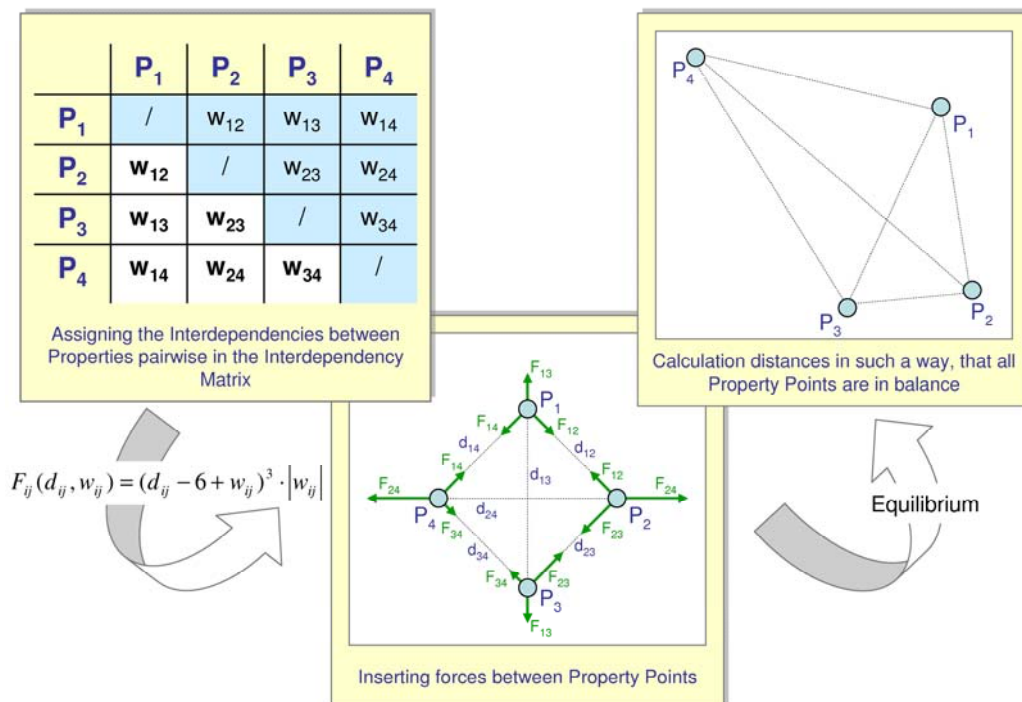 P1 P2 P3 P4
P1 / w12 w13 w14
P2 w12 / w23 w24
P3 w13 w23 / w34
P4 w14 w24 w34 /
Assigning the Interdependencies between
Properties pairwise in the Interdependency
Matrix
Fij(dij, wij) = (dij − 6 + wij)³ · |wij|
F13
P1
F14 F12
d14 d12
F14 d13 F12
F24 F24
P4 d24 P2
F34 F23
d34 d23
F34 F23
P3
F13
Inserting forces between Property Points
P4
P1
P3 P2
Calculation distances in such a way, that all
Property Points are in balance
Equilibrium